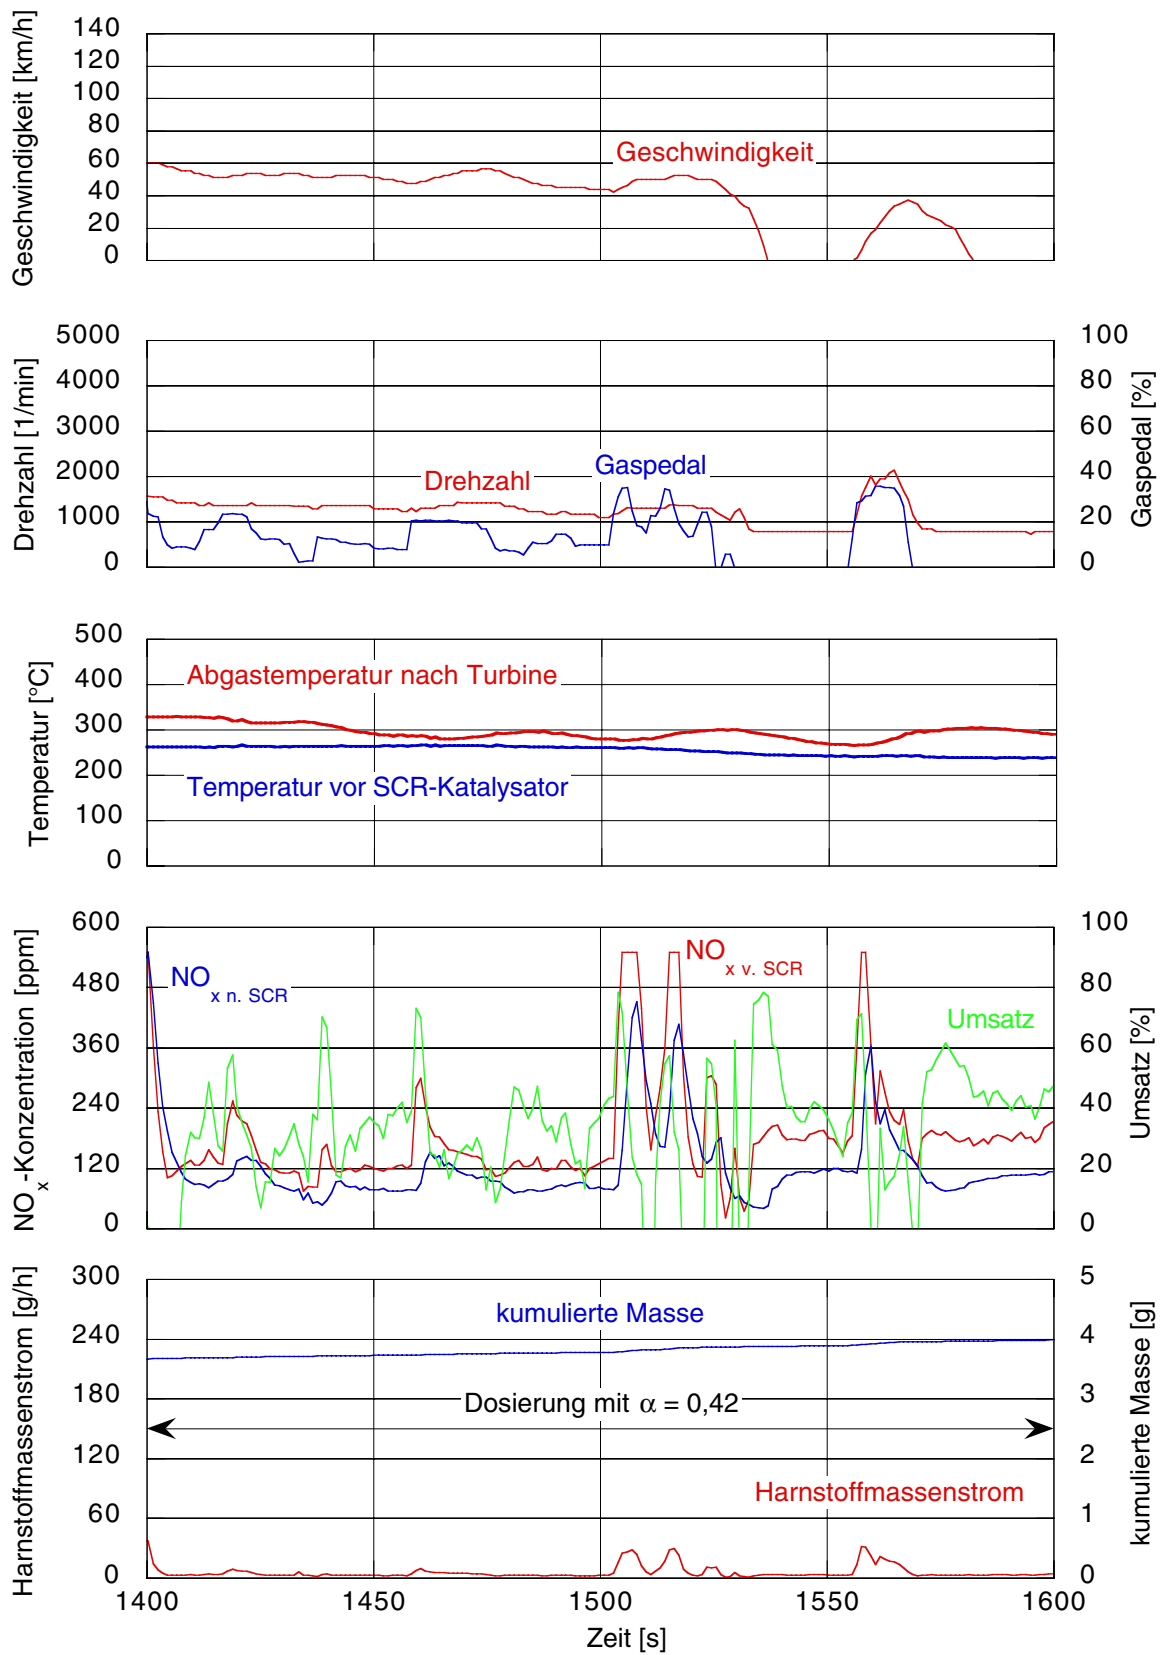 Geschwindigkeit [km/h]
140
120
100
80
60
40
20
0
Geschwindigkeit
Drehzahl [1/min]
5000
4000
3000
2000
1000
0
Drehzahl
Gaspedal
100
80
60
40
20
0
Gaspedal [%]
Temperatur [°C]
500
400
300
200
100
0
Abgastemperatur nach Turbine
Temperatur vor SCR-Katalysator
NOx-Konzentration [ppm]
600
480
360
240
120
0
NOx n. SCR
NOx v. SCR
Umsatz
100
80
60
40
20
0
Umsatz [%]
Harnstoffmassenstrom [g/h]
300
240
180
120
60
0
kumulierte Masse
Dosierung mit α = 0,42
Harnstoffmassenstrom
5
4
3
2
1
0
kumulierte Masse [g]
1400 1450 1500 1550 1600
Zeit [s]